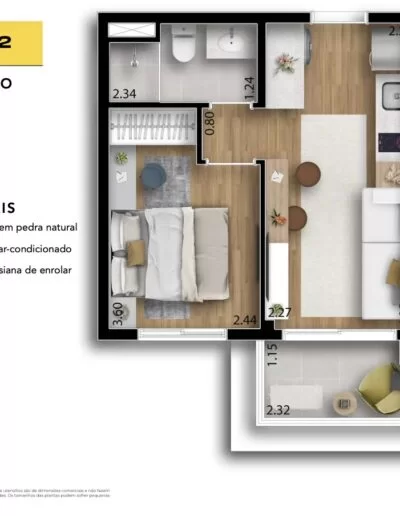 2
O
IS
em pedra natural
ar-condicionado
siana de enrolar
2.34
1.24
0.80
3.60
2.44
2.27
1.15
2.32